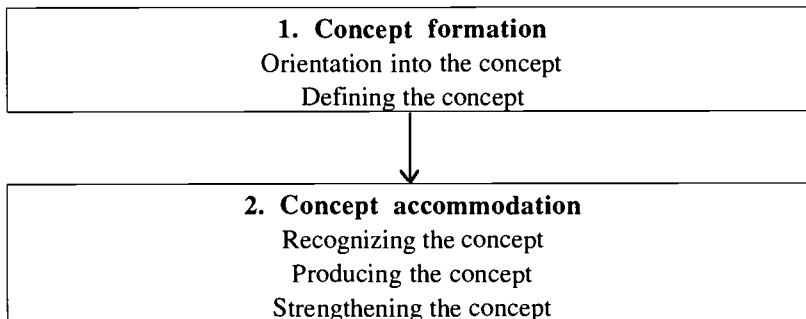 1. Concept formation
Orientation into the concept
Defining the concept
2. Concept accommodation
Recognizing the concept
Producing the concept
Strengthening the concept